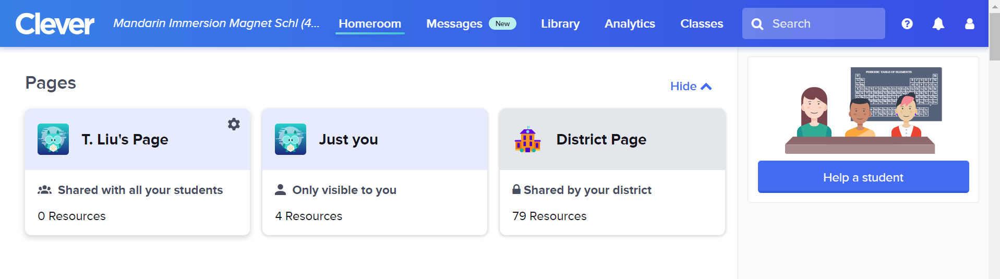 Clever
Mandarin Immersion Magnet Schl (4...
Homeroom
Messages New
Library
Analytics
Classes
Search
Pages
Hide
T. Liu's Page
Shared with all your students
0 Resources
Just you
Only visible to you
4 Resources
District Page
Shared by your district
79 Resources
PERIODIC TABLE OF ELEMENTS
Help a student